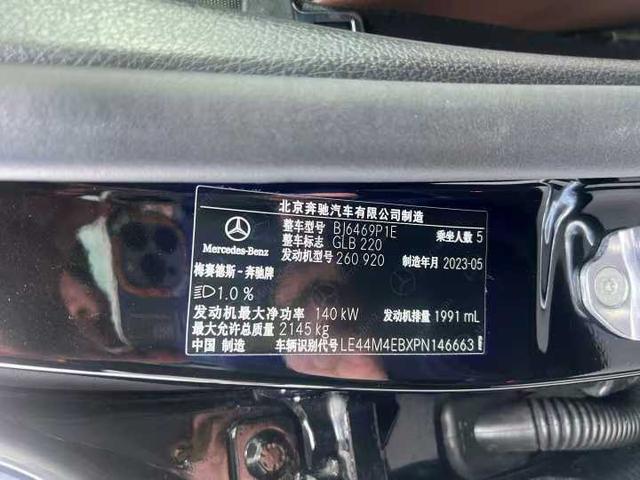 北京奔驰汽车有限公司制造
整车型号 BJ6469P1E 乘坐人数 5
Mercedes-Benz 整车标志 GLB 220
发动机型号 260 920 制造年月 2023-05
梅赛德斯-奔驰牌
1.0 %
发动机最大净功率 140 kW 发动机排量 1991 mL
最大允许总质量 2145 kg
中国 制造 车辆识别代号 LE44M4EBXPN146663